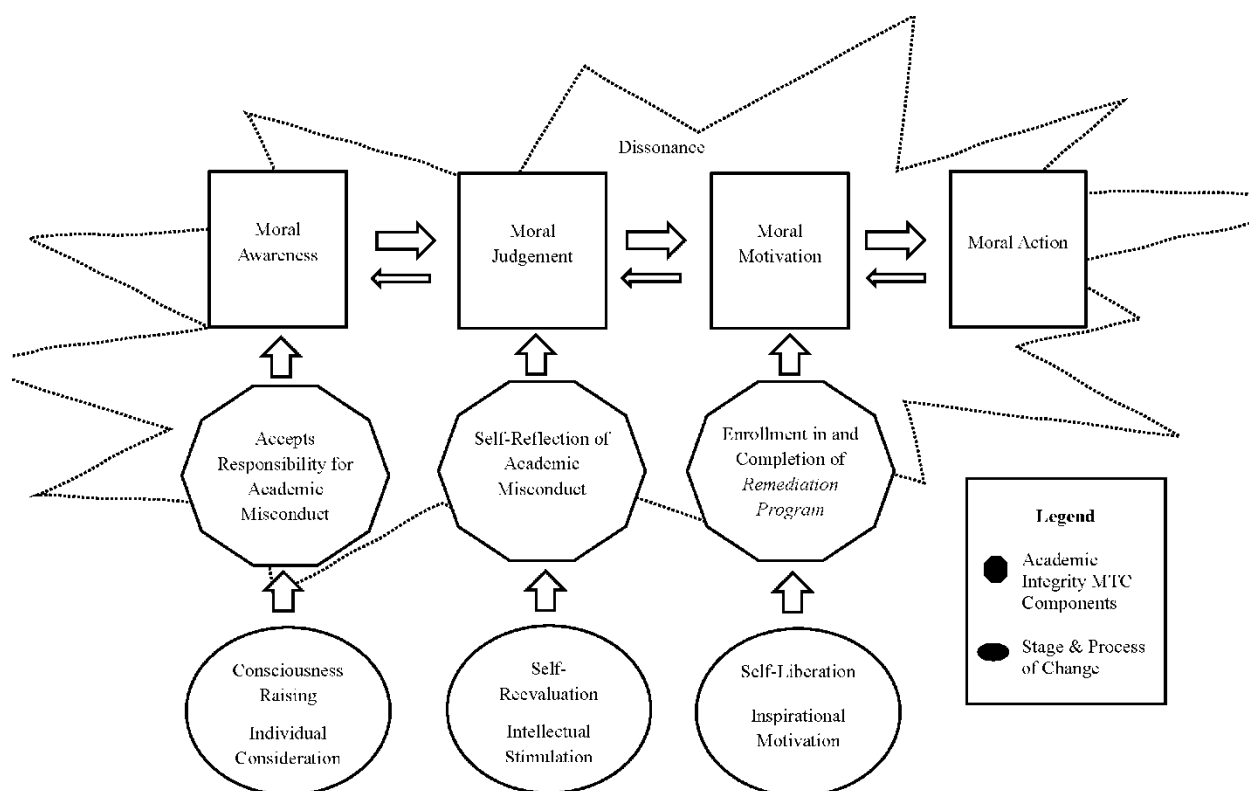 Dissonance
Moral
Awareness
Moral
Judgement
Moral
Motivation
Moral Action
Accepts
Responsibility for
Academic
Misconduct
Self-Reflection of
Academic
Misconduct
Enrollment in and
Completion of
Remediation
Program
Consciousness
Raising
Individual
Consideration
Self-
Reevaluation
Intellectual
Stimulation
Self-Liberation
Inspirational
Motivation
Legend
Academic
Integrity MTC
Components
Stage & Process
of Change